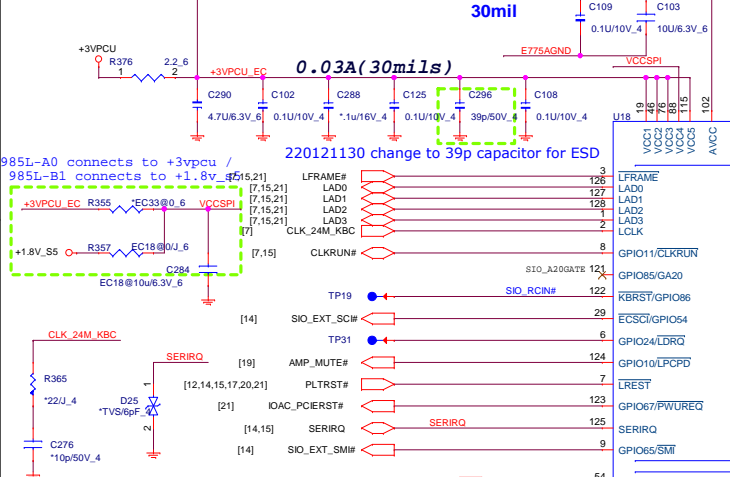 30mil
C109
C103
0.1U/10V_4
10U/6.3V_6
E775AGND
VCCSPI
+3VPCU
R376
2.2_6
1
2
+3VPCU_EC
0.03A(30mils)
C290
C102
C288
C125
C296
C108
4.7U/6.3V_6
0.1U/10V_4
*.1u/16V_4
0.1U/10V_4
39p/50V_4
0.1U/10V_4
19
46
76
88
115
102
U18
VCC1
VCC2
VCC3
VCC4
VCC5
AVCC
985L-A0 connects to +3vpcu /
985L-B1 connects to +1.8v_s5
220121130 change to 39p capacitor for ESD
+3VPCU_EC
R355
*EC33@0_6
VCCSPI
+1.8V_S5
R357
EC18@0/J_6
C284
EC18@10u/6.3V_6
[7,15,21] LFRAME# 3 LFRAME
[7,15,21] LAD0 126 LAD0
[7,15,21] LAD1 127 LAD1
[7,15,21] LAD2 128 LAD2
[7,15,21] LAD3 1 LAD3
[7] CLK_24M_KBC 2 LCLK
[7,15] CLKRUN# 8 GPIO11/CLKRUN
SIO_A20GATE 121 GPIO85/GA20
TP19 SIO_RCIN# 122 KBRST/GPIO86
[14] SIO_EXT_SCI# 29 ECSCI/GPIO54
TP31 6 GPIO24/LDRQ
[19] AMP_MUTE# 124 GPIO10/LPCPD
[12,14,15,17,20,21] PLTRST# 7 LREST
[21] IOAC_PCIERST# 123 GPIO67/PWUREQ
[14,15] SERIRQ SERIRQ 125 SERIRQ
[14] SIO_EXT_SMI# 9 GPIO65/SMI
54
CLK_24M_KBC
R365
*22/J_4
C276
*10p/50V_4
SERIRQ
1
D25
*TVS/6pF_4
2